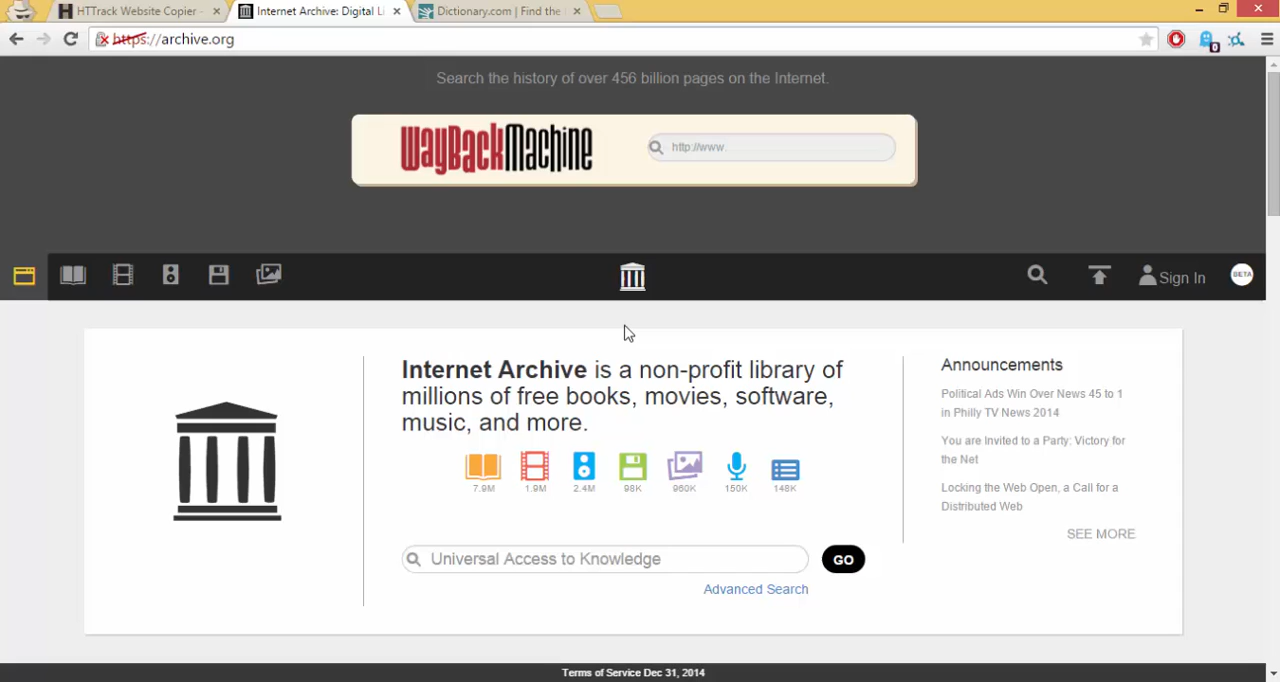 HTTrack Website Copier -
Internet Archive: Digital Li
Dictionary.com | Find the
https://archive.org
0
Search the history of over 456 billion pages on the Internet.
WayBackMachine
http://www
Sign In
BETA
Internet Archive is a non-profit library of
millions of free books, movies, software,
music, and more.
7.9M
1.9M
2.4M
98K
960K
150K
148K
Universal Access to Knowledge
GO
Advanced Search
Announcements
Political Ads Win Over News 45 to 1
in Philly TV News 2014
You are Invited to a Party: Victory for
the Net
Locking the Web Open, a Call for a
Distributed Web
SEE MORE
Terms of Service Dec 31, 2014